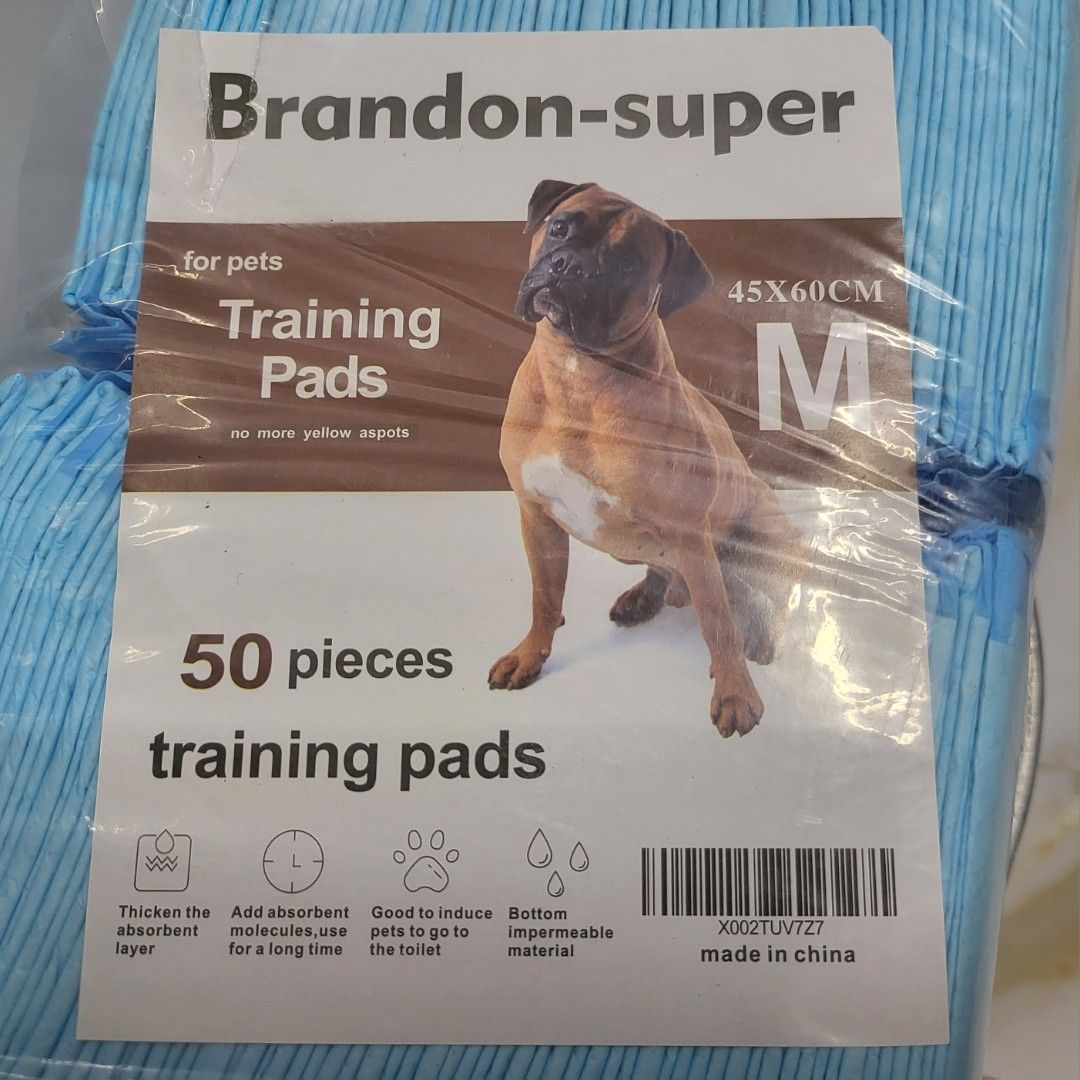 Brandon-super
for pets
Training
Pads
no more yellow aspots
45X60CM
M
50 pieces
training pads
Thicken the
absorbent
layer
Add absorbent
molecules,use
for a long time
Good to induce
pets to go to
the toilet
Bottom
impermeable
material
X002TUV7Z7
made in china